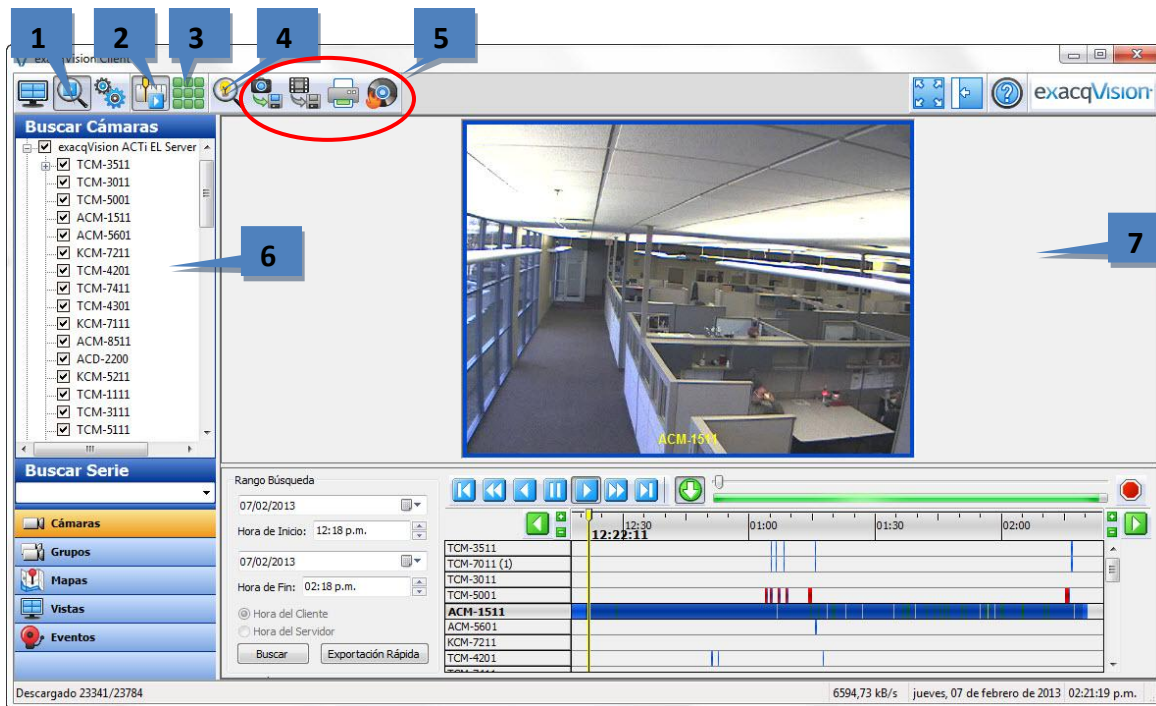 1 2 3 4 5
exacqVision Client
exacqVision
Buscar Cámaras
exacqVision ACTi EL Server
TCM-3511
TCM-3011
TCM-5001
ACM-1511
ACM-5601
KCM-7211
TCM-4201
TCM-7411
TCM-4301
KCM-7111
ACM-8511
ACD-2200
KCM-5211
TCM-1111
TCM-3111
TCM-5111
6
7
ACM-1511
Buscar Serie
Cámaras
Grupos
Mapas
Vistas
Eventos
Rango Búsqueda
07/02/2013
Hora de Inicio: 12:18 p.m.
07/02/2013
Hora de Fin: 02:18 p.m.
Hora del Cliente
Hora del Servidor
Buscar Exportación Rápida
12:30 01:00 01:30 02:00
12:22:11
TCM-3511
TCM-7011 (1)
TCM-3011
TCM-5001
ACM-1511
ACM-5601
KCM-7211
TCM-4201
Descargado 23341/23784
6594,73 kB/s jueves, 07 de febrero de 2013 02:21:19 p.m.